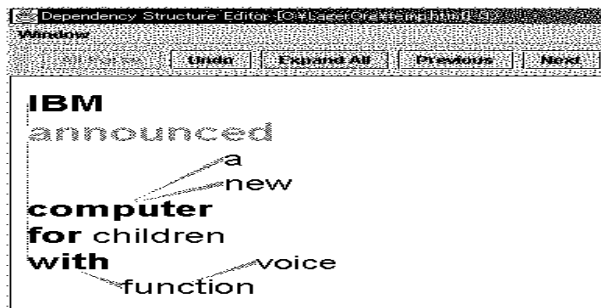 Dependency Structure Editor
Window
Undo Expand All Previous Next
IBM
announced
a
new
computer
for children
with voice
function